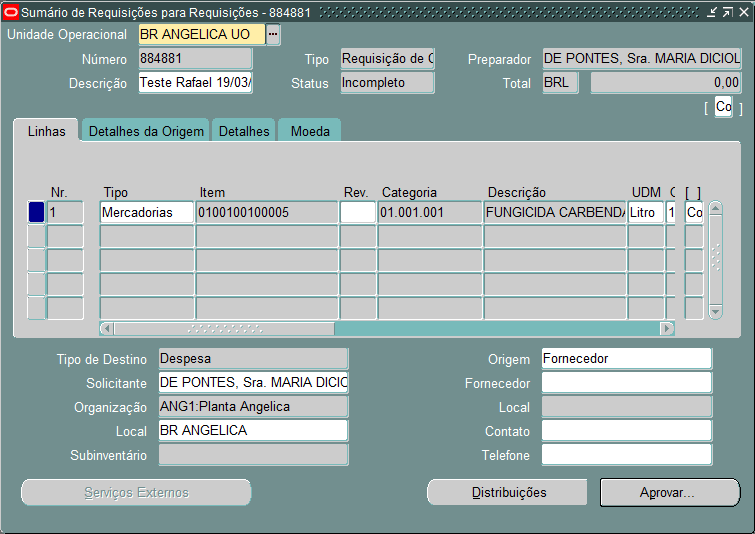 Sumário de Requisições para Requisições - 884881
Unidade Operacional BR ANGELICA UO ...
Número 884881 Tipo Requisição de C Preparador DE PONTES, Sra. MARIA DICIOL
Descrição Teste Rafael 19/03/ Status Incompleto Total BRL 0,00
[ Co ]
Linhas Detalhes da Origem Detalhes Moeda
Nr. Tipo Item Rev. Categoria Descrição UDM C [ ]
1 Mercadorias 0100100100005 01.001.001 FUNGICIDA CARBENDA Litro 1 Co
Tipo de Destino Despesa Origem Fornecedor
Solicitante DE PONTES, Sra. MARIA DICIO Fornecedor
Organização ANG1:Planta Angelica Local
Local BR ANGELICA Contato
Subinventário Telefone
Serviços Externos Distribuições Aprovar...